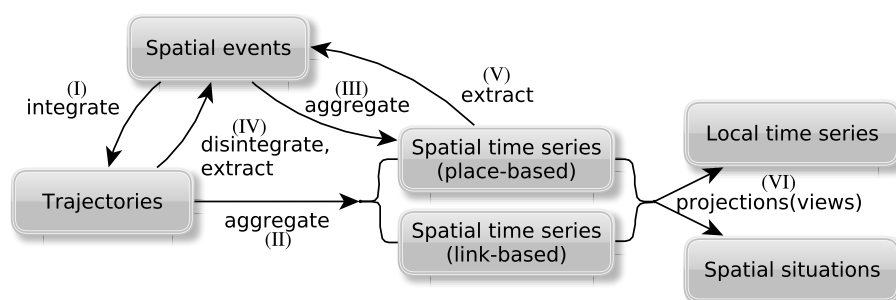 Spatial events
(I)
integrate
(IV)
disintegrate,
extract
(III)
aggregate
(V)
extract
Trajectories
aggregate
(II)
Spatial time series
(place-based)
Spatial time series
(link-based)
Local time series
(VI)
projections(views)
Spatial situations